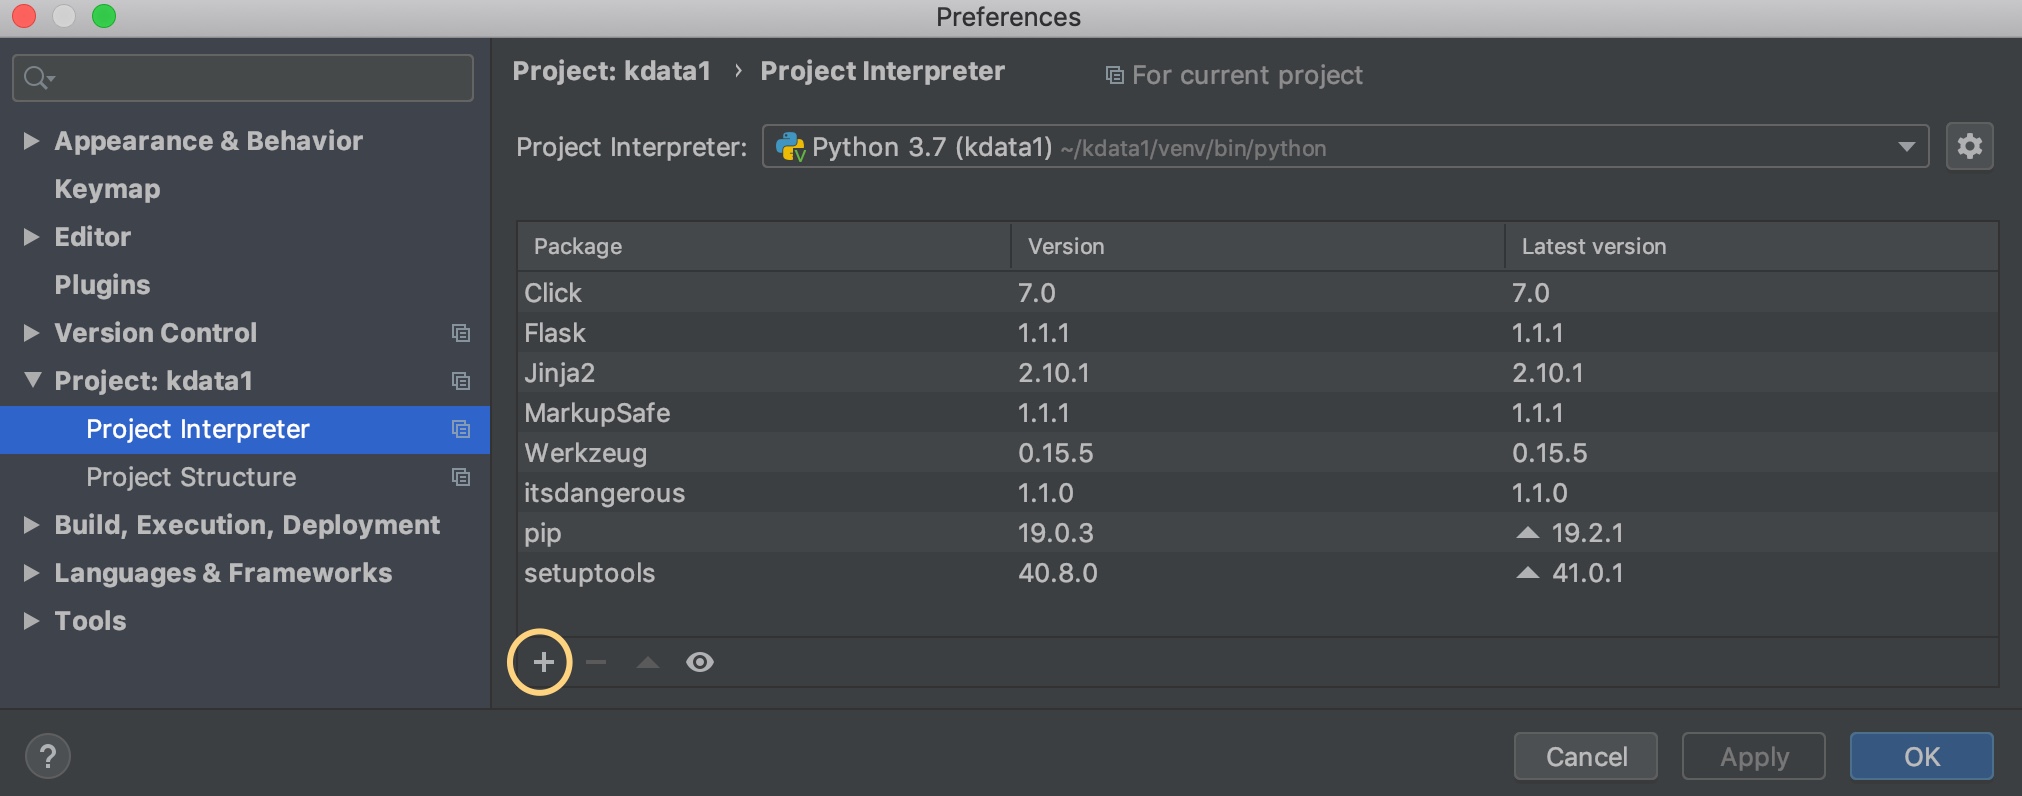 Preferences
Appearance & Behavior
Keymap
Editor
Plugins
Version Control
Project: kdata1
Project Interpreter
Project Structure
Build, Execution, Deployment
Languages & Frameworks
Tools
Project: kdata1 › Project Interpreter For current project
Project Interpreter: Python 3.7 (kdata1) ~/kdata1/venv/bin/python
Package Version Latest version
Click 7.0 7.0
Flask 1.1.1 1.1.1
Jinja2 2.10.1 2.10.1
MarkupSafe 1.1.1 1.1.1
Werkzeug 0.15.5 0.15.5
itsdangerous 1.1.0 1.1.0
pip 19.0.3 19.2.1
setuptools 40.8.0 41.0.1
? Cancel Apply OK